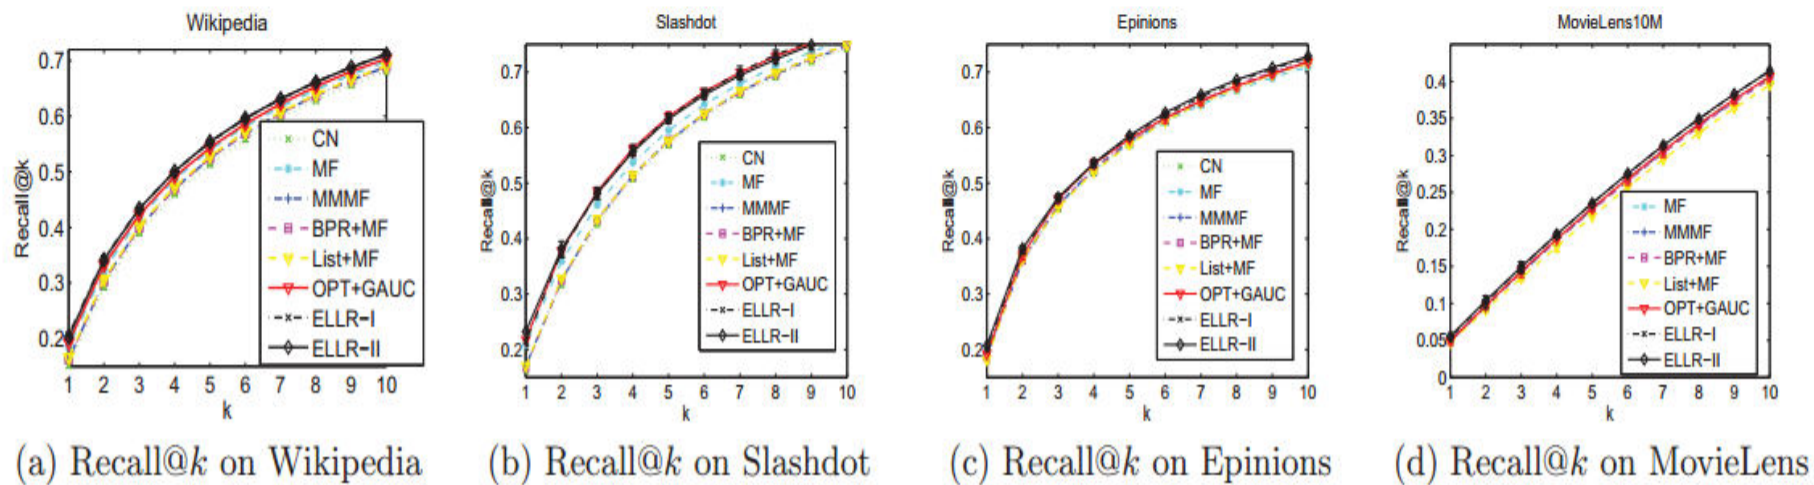 Wikipedia
Recall@k
0.7
0.6
0.5
0.4
0.3
0.2
1 2 3 4 5 6 7 8 9 10
k
CN
MF
MMMF
BPR+MF
List+MF
OPT+GAUC
ELLR-I
ELLR-II
(a) Recall@k on Wikipedia
Slashdot
Recall@k
0.7
0.6
0.5
0.4
0.3
0.2
1 2 3 4 5 6 7 8 9 10
k
CN
MF
MMMF
BPR+MF
List+MF
OPT+GAUC
ELLR-I
ELLR-II
(b) Recall@k on Slashdot
Epinions
Recall@k
0.7
0.6
0.5
0.4
0.3
0.2
1 2 3 4 5 6 7 8 9 10
k
CN
MF
MMMF
BPR+MF
List+MF
OPT+GAUC
ELLR-I
ELLR-II
(c) Recall@k on Epinions
MovieLens10M
Recall@k
0.4
0.35
0.3
0.25
0.2
0.15
0.1
0.05
0
1 2 3 4 5 6 7 8 9 10
k
MF
MMMF
BPR+MF
List+MF
OPT+GAUC
ELLR-I
ELLR-II
(d) Recall@k on MovieLens